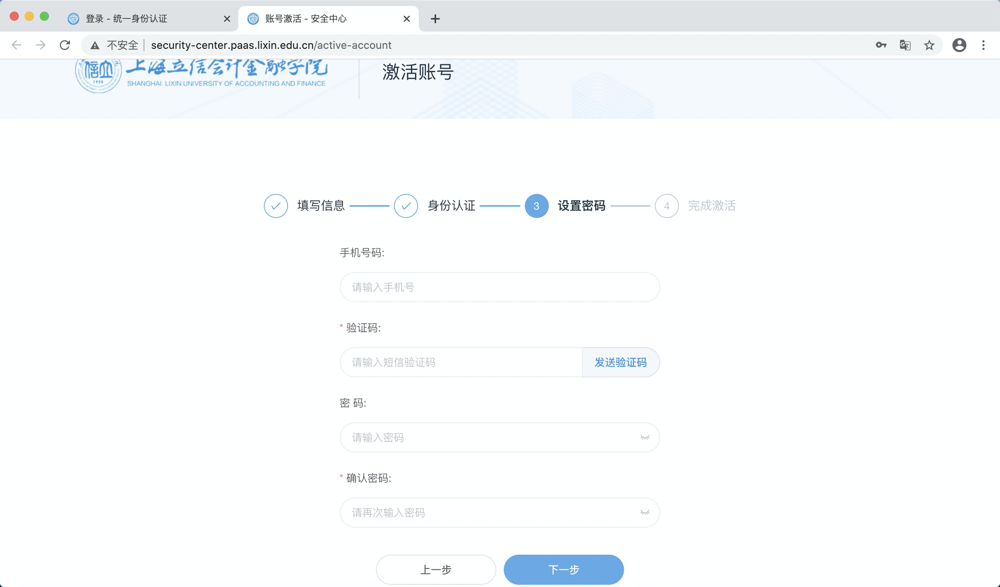 登录 - 统一身份认证
账号激活 - 安全中心
不安全
security-center.paas.lixin.edu.cn/active-account
上海立信会计金融学院
1928
SHANGHAI LIXIN UNIVERSITY OF ACCOUNTING AND FINANCE
激活账号
填写信息
身份认证
3 设置密码
4 完成激活
手机号码:
请输入手机号
* 验证码:
请输入短信验证码
发送验证码
密 码:
请输入密码
* 确认密码:
请再次输入密码
上一步
下一步